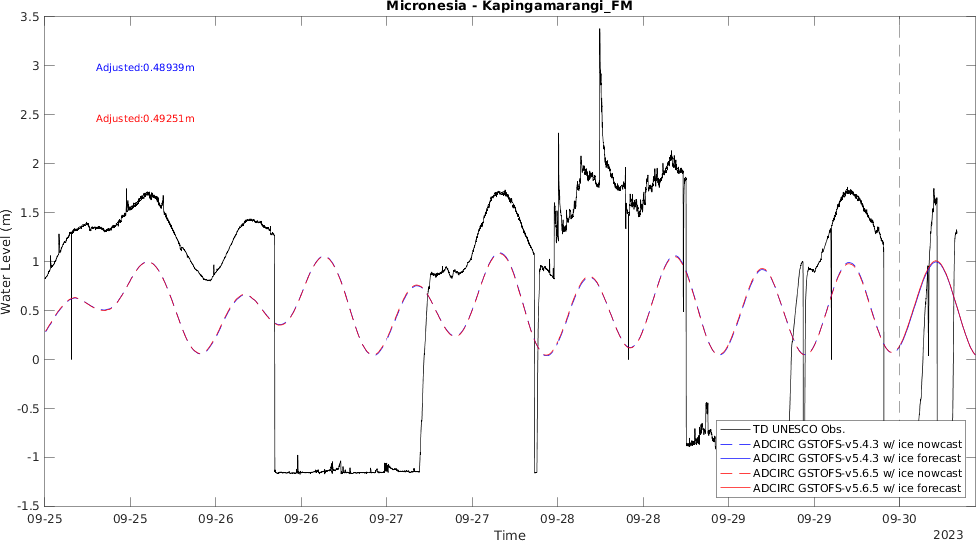 Micronesia - Kapingamarangi_FM
Adjusted:0.48939m
Adjusted:0.49251m
Water Level (m)
3.5
3
2.5
2
1.5
1
0.5
0
-0.5
-1
-1.5
TD UNESCO Obs.
ADCIRC GSTOFS-v5.4.3 w/ ice nowcast
ADCIRC GSTOFS-v5.4.3 w/ ice forecast
ADCIRC GSTOFS-v5.6.5 w/ ice nowcast
ADCIRC GSTOFS-v5.6.5 w/ ice forecast
09-25 09-25 09-26 09-26 09-27 09-27 09-28 09-28 09-29 09-29 09-30
Time
2023